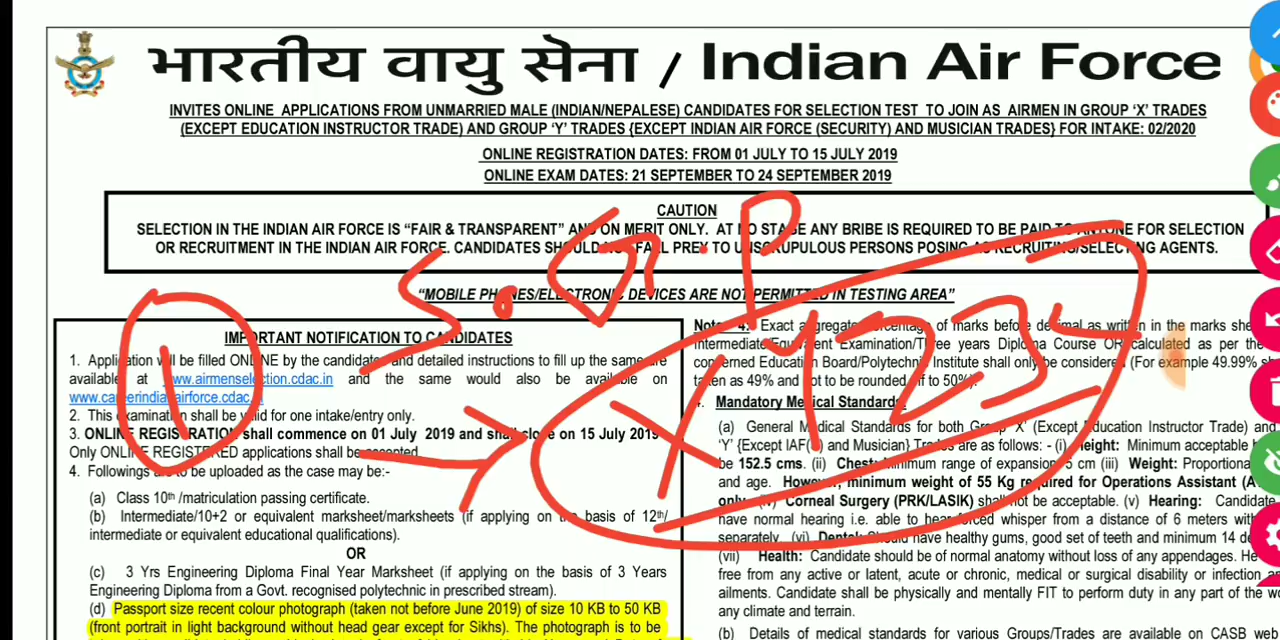 भारतीय वायु सेना / Indian Air Force
INVITES ONLINE APPLICATIONS FROM UNMARRIED MALE (INDIAN/NEPALESE) CANDIDATES FOR SELECTION TEST TO JOIN AS AIRMEN IN GROUP ‘X’ TRADES
(EXCEPT EDUCATION INSTRUCTOR TRADE) AND GROUP ‘Y’ TRADES {EXCEPT INDIAN AIR FORCE (SECURITY) AND MUSICIAN TRADES} FOR INTAKE: 02/2020
ONLINE REGISTRATION DATES: FROM 01 JULY TO 15 JULY 2019
ONLINE EXAM DATES: 21 SEPTEMBER TO 24 SEPTEMBER 2019
CAUTION
SELECTION IN THE INDIAN AIR FORCE IS “FAIR & TRANSPARENT” AND ON MERIT ONLY. AT NO STAGE ANY BRIBE IS REQUIRED TO BE PAID TO ANYONE FOR SELECTION
OR RECRUITMENT IN THE INDIAN AIR FORCE. CANDIDATES SHOULD NOT FALL PREY TO UNSCRUPULOUS PERSONS POSING AS RECRUITING/SELECTING AGENTS.
“MOBILE PHONES/ELECTRONIC DEVICES ARE NOT PERMITTED IN TESTING AREA”
IMPORTANT NOTIFICATION TO CANDIDATES
1. Application will be filled ONLINE by the candidates and detailed instructions to fill up the same are
available at www.airmenselection.cdac.in and the same would also be available on
www.careerindianairforce.cdac.in
2. This examination shall be valid for one intake/entry only.
3. ONLINE REGISTRATION shall commence on 01 July 2019 and shall close on 15 July 2019
Only ONLINE REGISTERED applications shall be accepted.
4. Followings are to be uploaded as the case may be:-
(a) Class 10th /matriculation passing certificate.
(b) Intermediate/10+2 or equivalent marksheet/marksheets (if applying on the basis of 12th/
intermediate or equivalent educational qualifications).
OR
(c) 3 Yrs Engineering Diploma Final Year Marksheet (if applying on the basis of 3 Years
Engineering Diploma from a Govt. recognised polytechnic in prescribed stream).
(d) Passport size recent colour photograph (taken not before June 2019) of size 10 KB to 50 KB
(front portrait in light background without head gear except for Sikhs). The photograph is to be
Note 4: Exact aggregate percentage of marks before decimal as written in the marks
Intermediate/Equivalent Examination/Three years Diploma Course OR calculated as per the
concerned Education Board/Polytechnic Institute shall only be considered (For example 49.99%
taken as 49% and not to be rounded off to 50%).
4. Mandatory Medical Standards:
(a) General Medical Standards for both Group ‘X’ (Except Education Instructor Trade) and
‘Y’ {Except IAF(S) and Musician} Trades are as follows: - (i) Height: Minimum acceptable
be 152.5 cms. (ii) Chest: Minimum range of expansion: 5 cm (iii) Weight:
and age. However, minimum weight of 55 Kg required for Operations Assistant
only. (iv) Corneal Surgery (PRK/LASIK) shall not be acceptable. (v) Hearing: Candidate
have normal hearing i.e. able to hear forced whisper from a distance of 6 meters
separately. (vi) Dental: Should have healthy gums, good set of teeth and minimum 14
(vii) Health: Candidate should be of normal anatomy without loss of any appendages. He
free from any active or latent, acute or chronic, medical or surgical disability or infection
ailments. Candidate shall be physically and mentally FIT to perform duty in any part of the
any climate and terrain.
(b) Details of medical standards for various Groups/Trades are available on CASB web
X Y 123